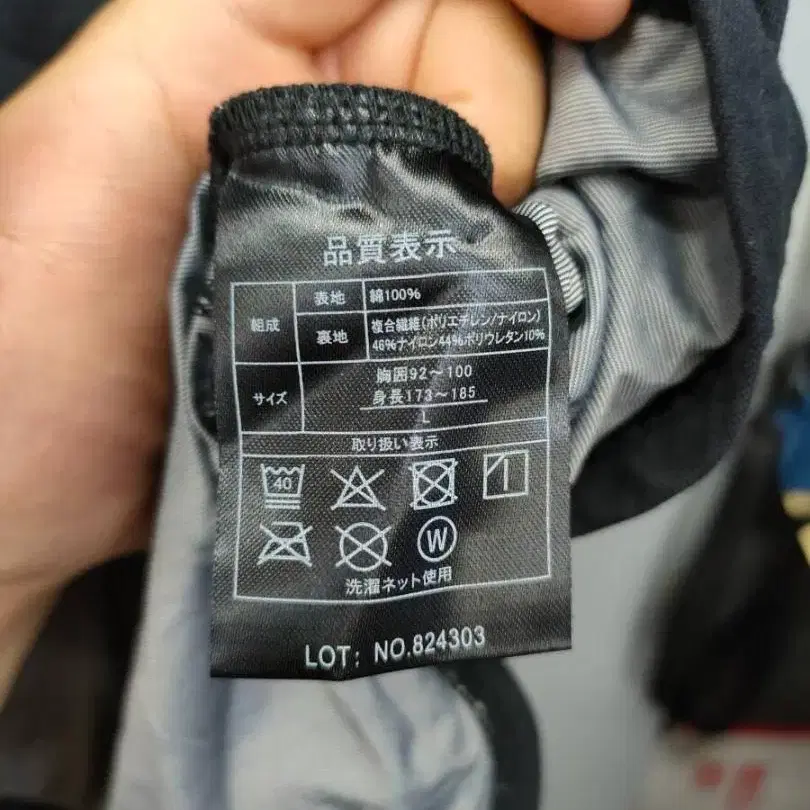 品質表示
組成
表地
綿100%
裏地
複合繊維(ポリエチレン/ナイロン)
46%ナイロン44%ポリウレタン10%
サイズ
胸囲92～100
身長173～185
L
取り扱い表示
40
W
洗濯ネット使用
LOT: NO.824303